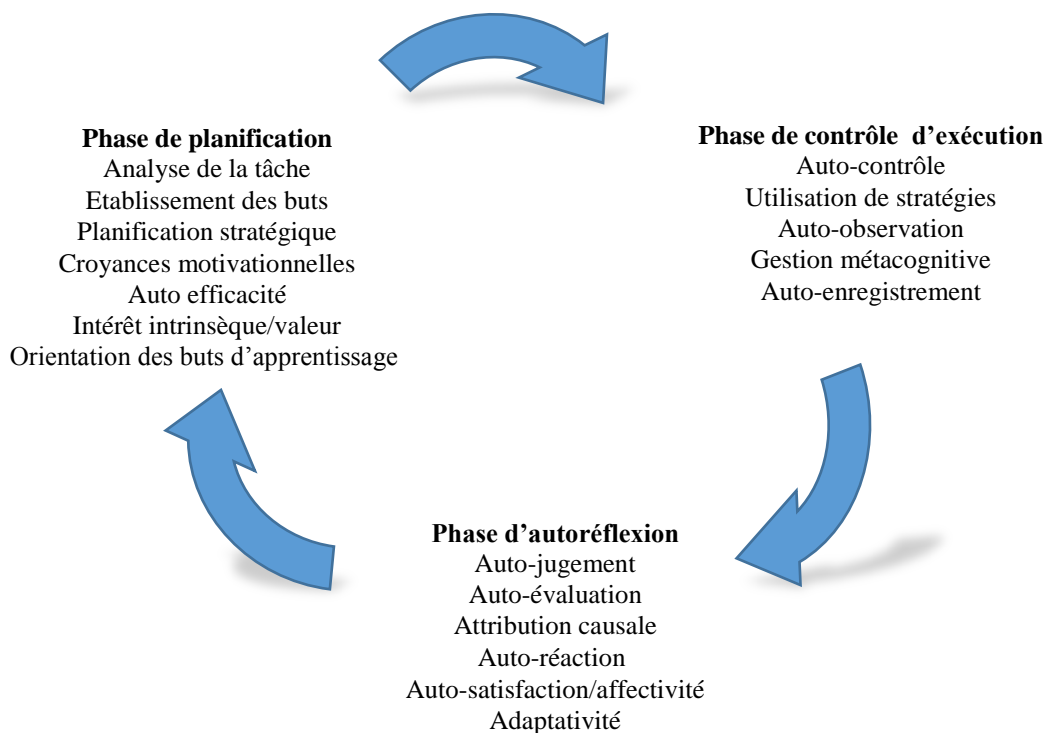 Phase de planification
Analyse de la tâche
Etablissement des buts
Planification stratégique
Croyances motivationnelles
Auto efficacité
Intérêt intrinsèque/valeur
Orientation des buts d'apprentissage
Phase de contrôle d'exécution
Auto-contrôle
Utilisation de stratégies
Auto-observation
Gestion métacognitive
Auto-enregistrement
Phase d'autoréflexion
Auto-jugement
Auto-évaluation
Attribution causale
Auto-réaction
Auto-satisfaction/affectivité
Adaptativité